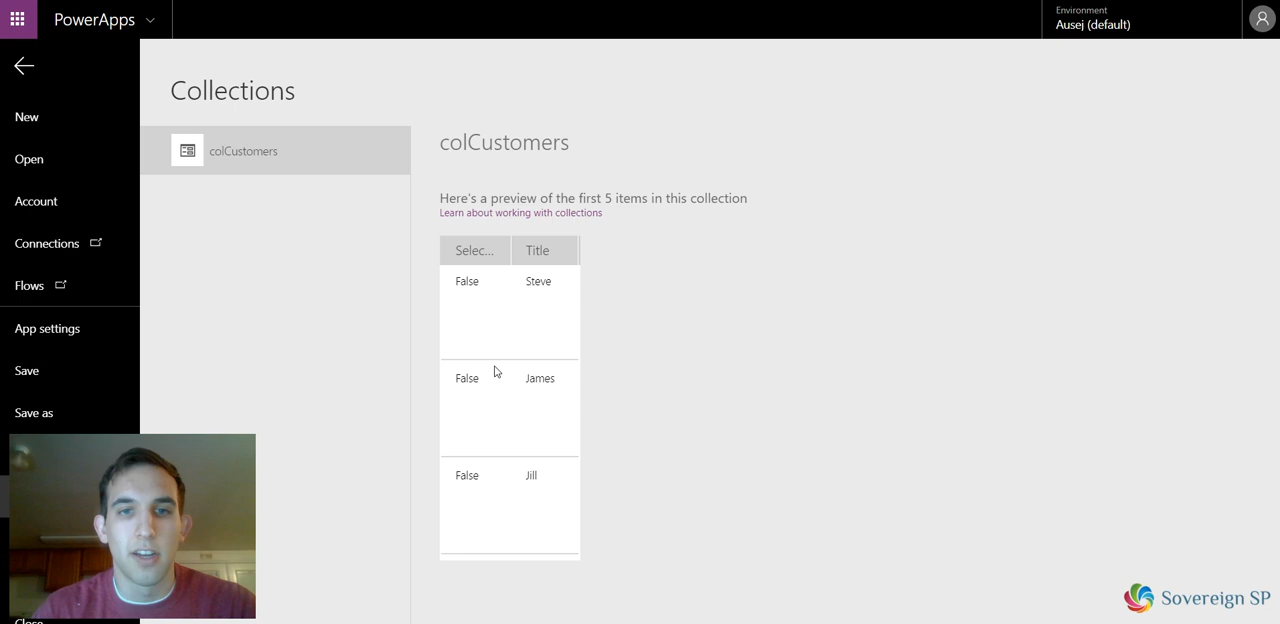 PowerApps
Environment
Ausej (default)
New
Open
Account
Connections
Flows
App settings
Save
Save as
Close
Collections
colCustomers
colCustomers
Here's a preview of the first 5 items in this collection
Learn about working with collections
Selec... Title
False Steve
False James
False Jill
Sovereign SP